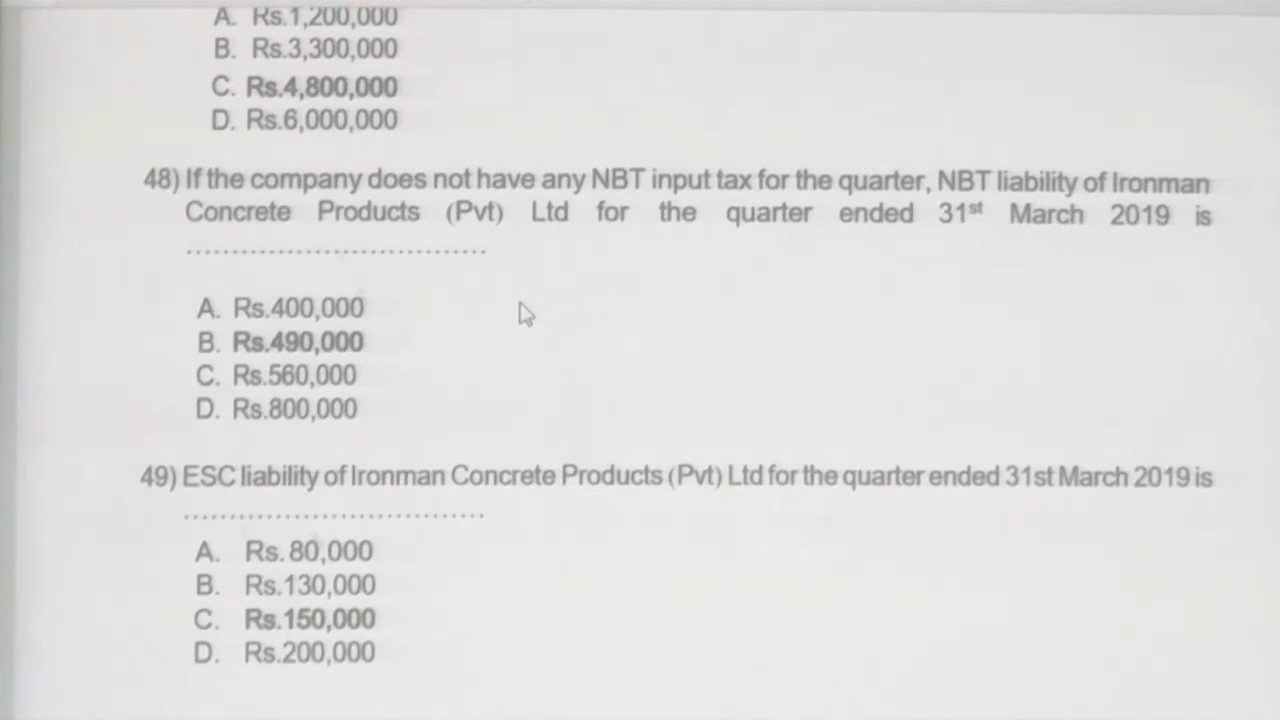 A. Rs.1,200,000
B. Rs.3,300,000
C. Rs.4,800,000
D. Rs.6,000,000
48) If the company does not have any NBT input tax for the quarter, NBT liability of Ironman
Concrete Products (Pvt) Ltd for the quarter ended 31st March 2019 is
.................................
A. Rs.400,000
B. Rs.490,000
C. Rs.560,000
D. Rs.800,000
49) ESC liability of Ironman Concrete Products (Pvt) Ltd for the quarter ended 31st March 2019 is
.................................
A. Rs. 80,000
B. Rs.130,000
C. Rs.150,000
D. Rs.200,000